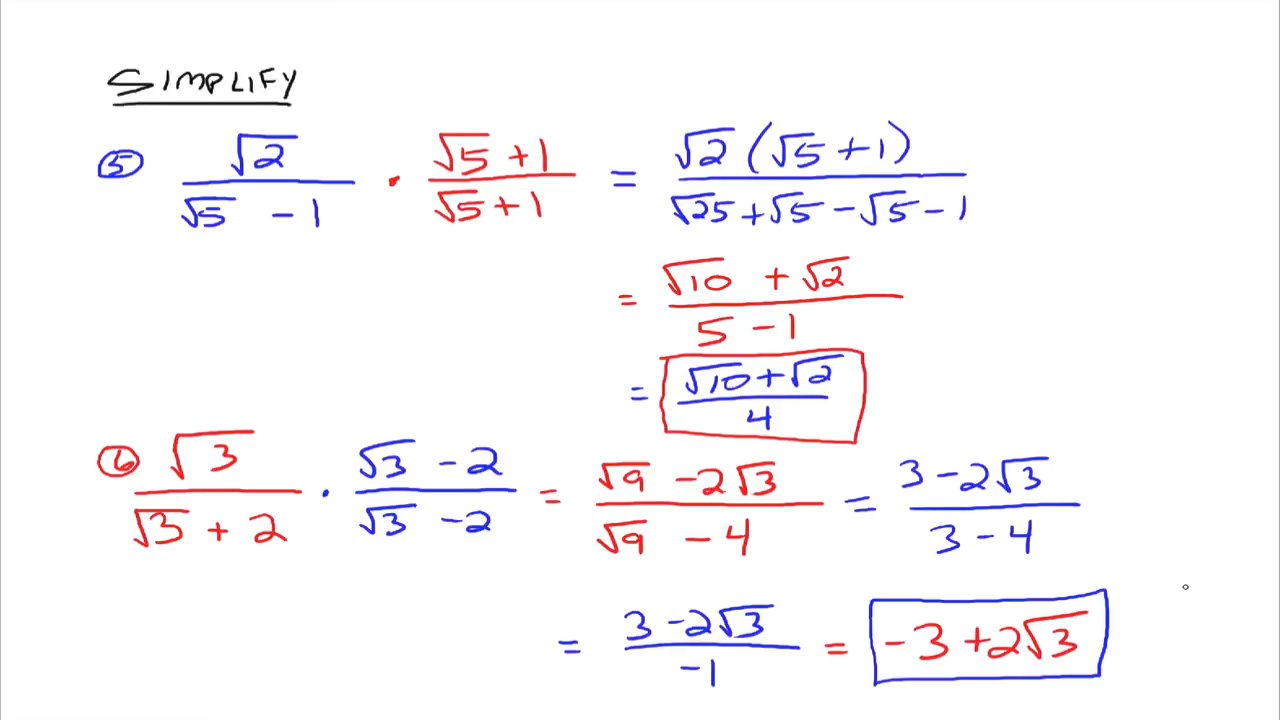 SIMPLIFY
⑤ √2/(√5 - 1) · (√5 + 1)/(√5 + 1) = √2(√5 + 1)/(√25 + √5 - √5 - 1)
= (√10 + √2)/(5 - 1)
= (√10 + √2)/4
⑥ √3/(√3 + 2) · (√3 - 2)/(√3 - 2) = (√9 - 2√3)/(√9 - 4) = (3 - 2√3)/(3 - 4)
= (3 - 2√3)/-1 = -3 + 2√3